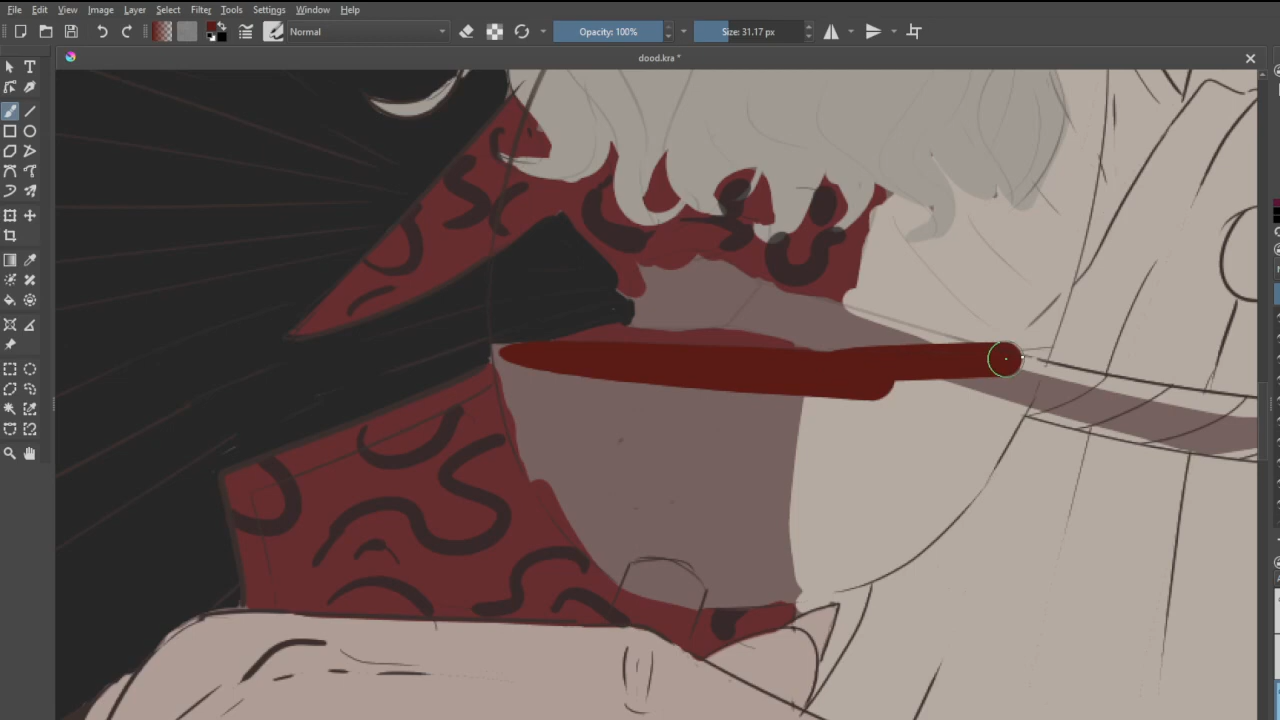 File Edit View Image Layer Select Filter Tools Settings Window Help
Normal Opacity: 100% Size: 31.17 px
dood.kra *